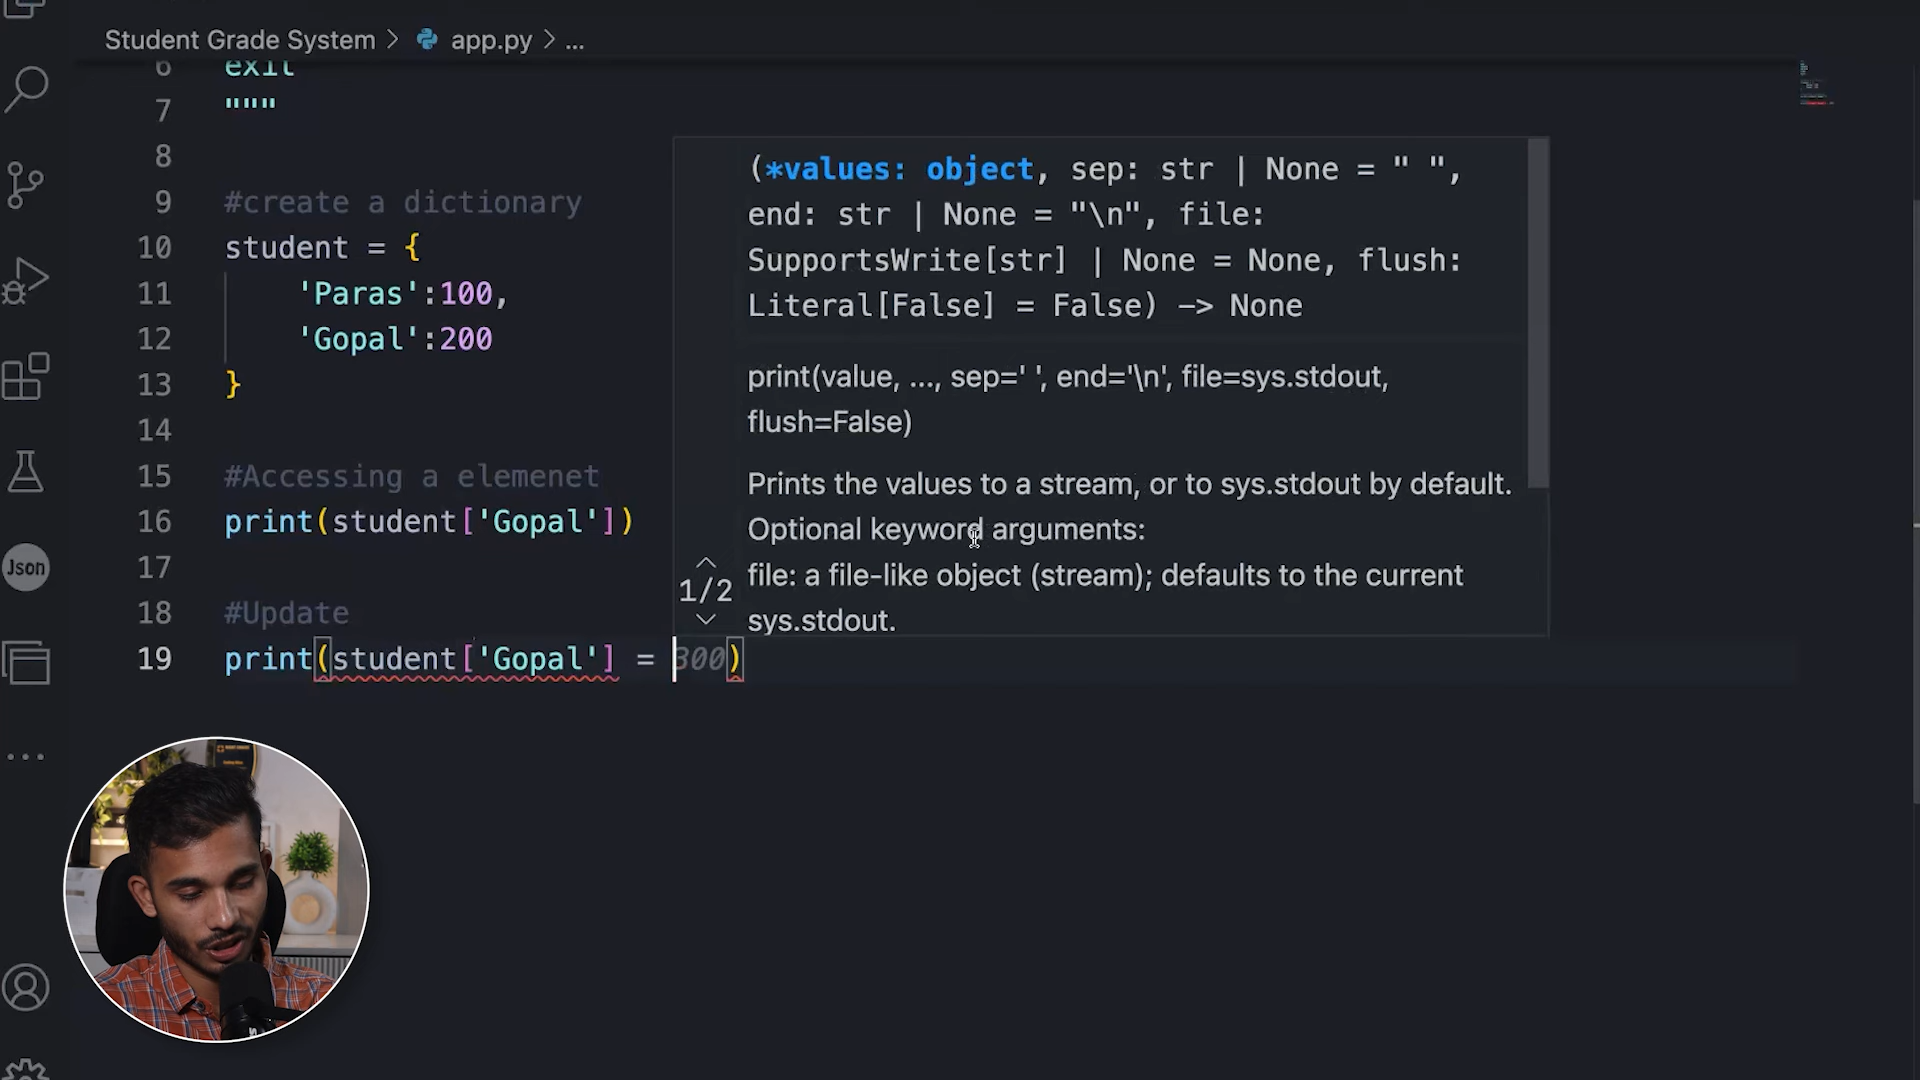 Student Grade System > app.py > ...
6 exit
7 """
8
9 #create a dictionary
10 student = {
11 'Paras':100,
12 'Gopal':200
13 }
14
15 #Accessing a elemenet
16 print(student['Gopal'])
17
18 #Update
19 print(student['Gopal'] = 300)
(*values: object, sep: str | None = " ",
end: str | None = "\n", file:
SupportsWrite[str] | None = None, flush:
Literal[False] = False) -> None
print(value, ..., sep=' ', end='\n', file=sys.stdout,
flush=False)
Prints the values to a stream, or to sys.stdout by default.
Optional keyword arguments:
file: a file-like object (stream); defaults to the current
sys.stdout.
1/2
Json